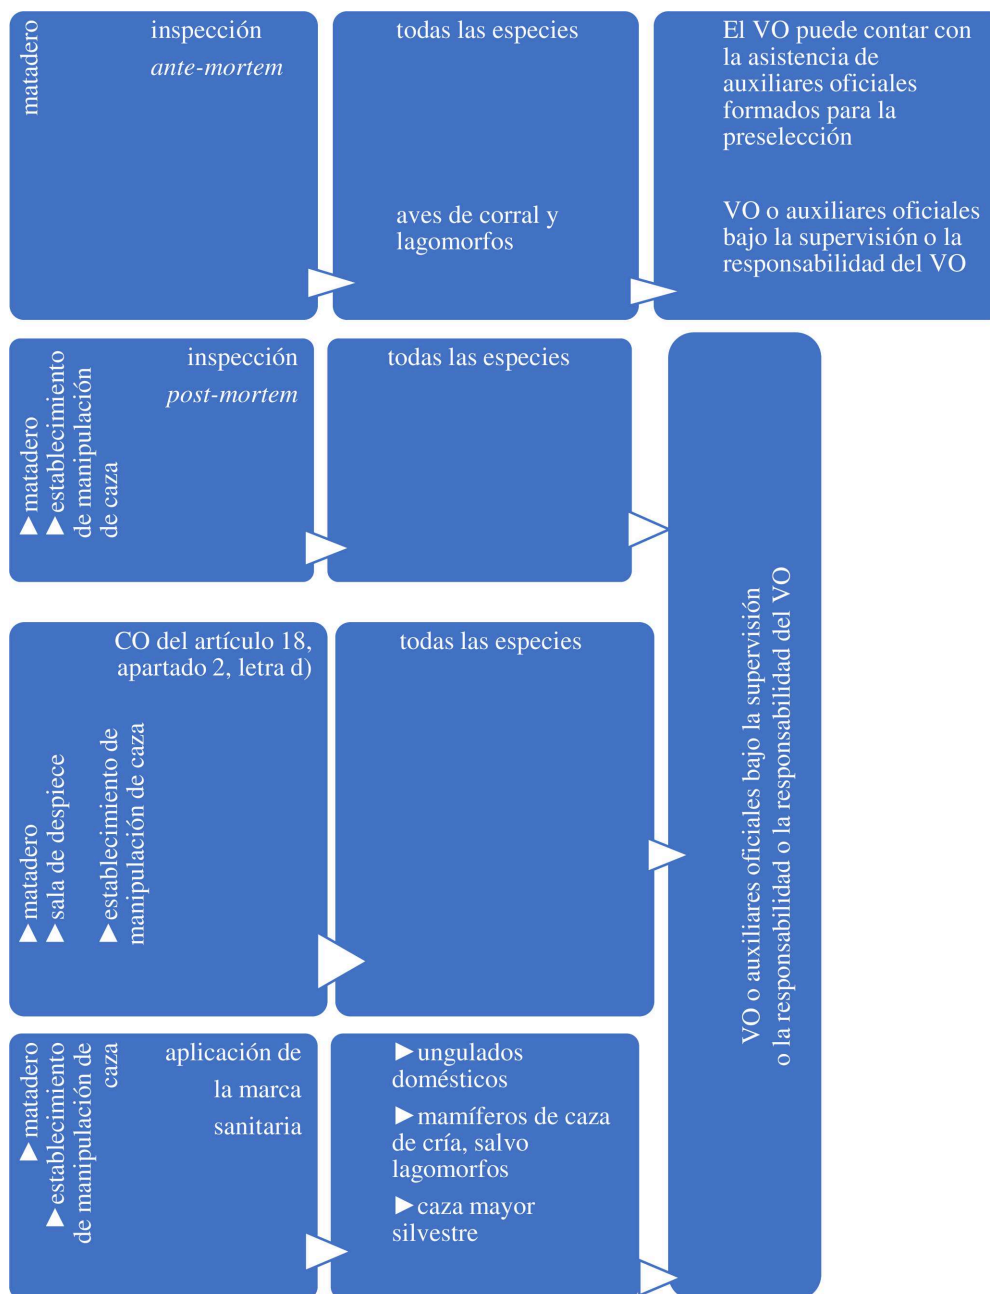 matadero
inspección
ante-mortem
todas las especies
aves de corral y
lagomorfos
El VO puede contar con
la asistencia de
auxiliares oficiales
formados para la
preselección
VO o auxiliares oficiales
bajo la supervisión o la
responsabilidad del VO
►matadero
►establecimiento
de manipulación
de caza
inspección
post-mortem
todas las especies
►matadero
►sala de despiece
►establecimiento de
manipulación de caza
CO del artículo 18,
apartado 2, letra d)
todas las especies
►matadero
►establecimiento
de manipulación de
caza
aplicación de
la marca
sanitaria
►ungulados
domésticos
►mamíferos de caza
de cría, salvo
lagomorfos
►caza mayor
silvestre
VO o auxiliares oficiales bajo la supervisión
o la responsabilidad o la responsabilidad del VO